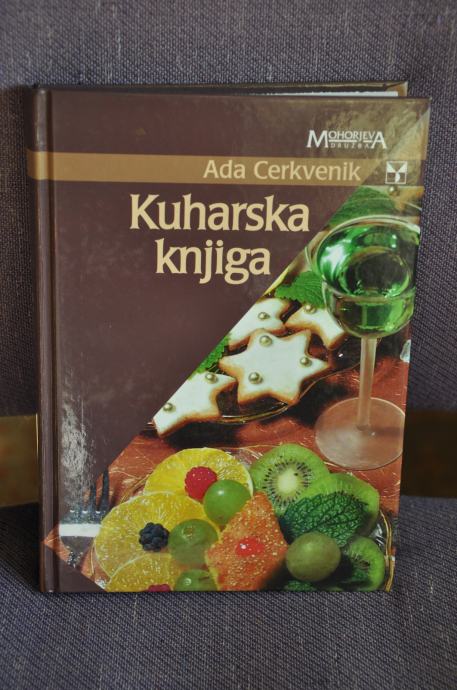 MOHORJEVA
DRUŽBA
Ada Cerkvenik
Kuharska
knjiga